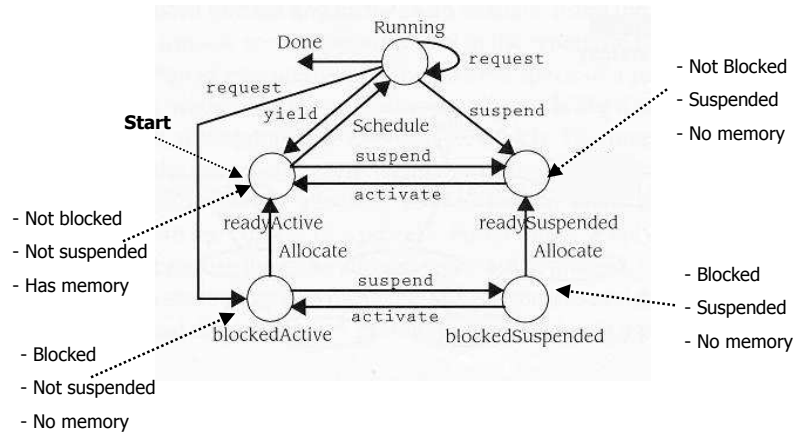 Running
Done
request
request
yield
suspend
Start
Schedule
- Not Blocked
- Suspended
- No memory
suspend
activate
readyActive
readySuspended
- Not blocked
- Not suspended
- Has memory
Allocate
Allocate
suspend
activate
blockedActive
blockedSuspended
- Blocked
- Suspended
- No memory
- Blocked
- Not suspended
- No memory